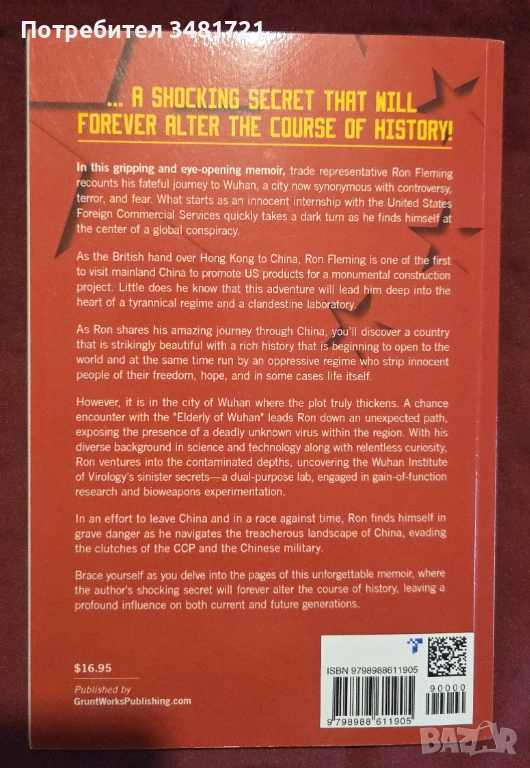 Потребител 3481721
... A SHOCKING SECRET THAT WILL
FOREVER ALTER THE COURSE OF HISTORY!
In this gripping and eye-opening memoir, trade representative Ron Fleming
recounts his fateful journey to Wuhan, a city now synonymous with controversy,
terror, and fear. What starts as an innocent internship with the United States
Foreign Commercial Services quickly takes a dark turn as he finds himself at
the center of a global conspiracy.
As the British hand over Hong Kong to China, Ron Fleming is one of the first
to visit mainland China to promote US products for a monumental construction
project. Little does he know that this adventure will lead him deep into the
heart of a tyrannical regime and a clandestine laboratory.
As Ron shares his amazing journey through China, you'll discover a country
that is strikingly beautiful with a rich history that is beginning to open to the
world and at the same time run by an oppressive regime who strip innocent
people of their freedom, hope, and in some cases life itself.
However, it is in the city of Wuhan where the plot truly thickens. A chance
encounter with the "Elderly of Wuhan" leads Ron down an unexpected path,
exposing the presence of a deadly unknown virus within the region. With his
diverse background in science and technology along with relentless curiosity,
Ron ventures into the contaminated depths, uncovering the Wuhan Institute
of Virology's sinister secrets—a dual-purpose lab, engaged in gain-of-function
research and bioweapons experimentation.
In an effort to leave China and in a race against time, Ron finds himself in
grave danger as he navigates the treacherous landscape of China, evading
the clutches of the CCP and the Chinese military.
Brace yourself as you delve into the pages of this unforgettable memoir, where
the author's shocking secret will forever alter the course of history, leaving a
profound influence on both current and future generations.
$16.95
Published by
GruntWorksPublishing.com
ISBN 9798988611905
90000
9 798988 611905
BAZAR